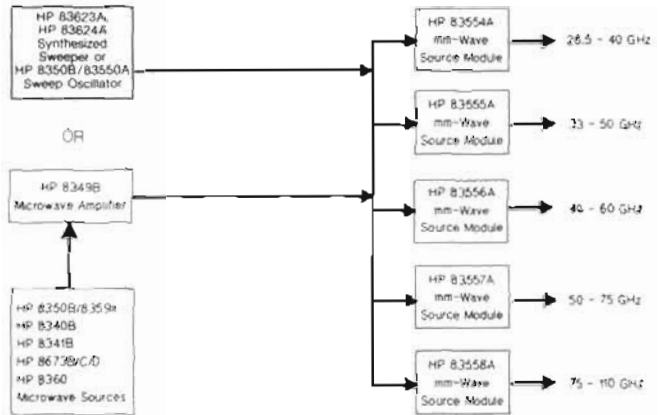 HP 83623A,
HP 83624A
Synthesized
Sweeper or
HP 8350B/83550A
Sweep Oscillator
OR
HP 8349B
Microwave Amplifier
HP 8350B/8359x
HP 8340B
HP 8341B
HP 8673B/C/D
HP 8360
Microwave Sources
HP 83554A
mm-Wave
Source Module
26.5 - 40 GHz
HP 83555A
mm-Wave
Source Module
33 - 50 GHz
HP 83556A
mm-Wave
Source Module
40 - 60 GHz
HP 83557A
mm-Wave
Source Module
50 - 75 GHz
HP 83558A
mm-Wave
Source Module
75 - 110 GHz